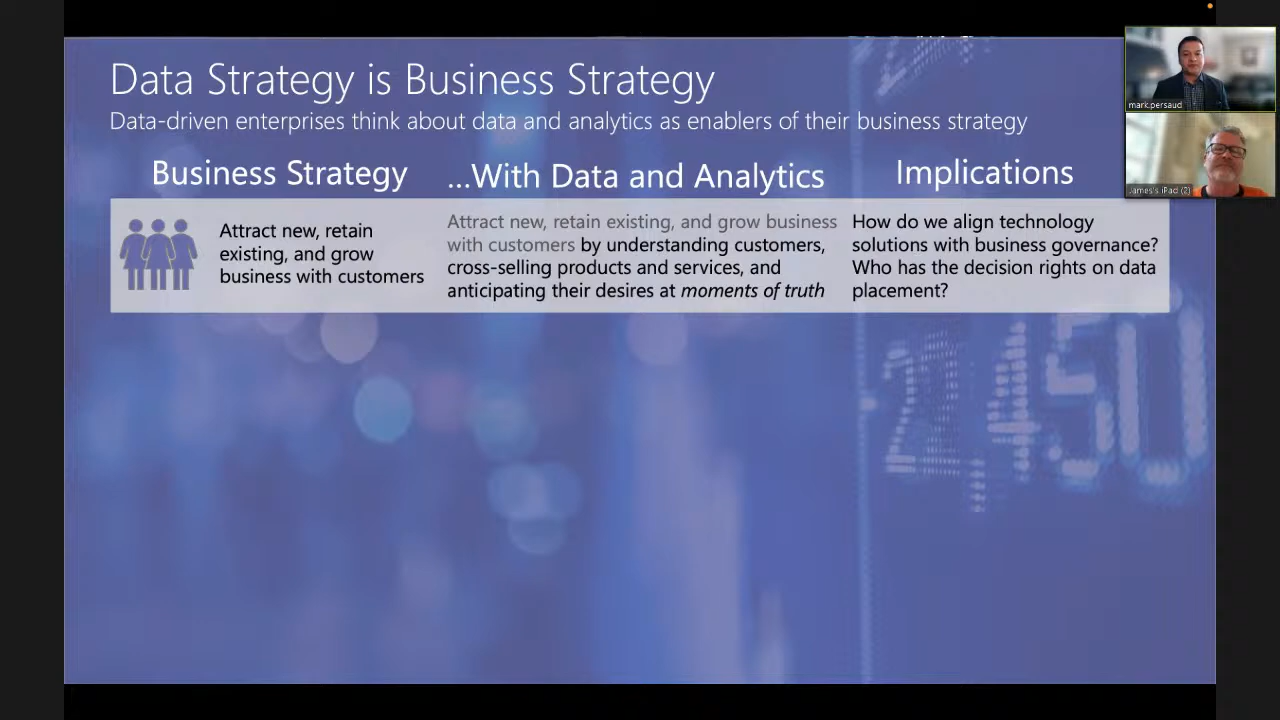 Data Strategy is Business Strategy
Data-driven enterprises think about data and analytics as enablers of their business strategy
Business Strategy
...With Data and Analytics
Implications
Attract new, retain
existing, and grow
business with customers
Attract new, retain existing, and grow business
with customers by understanding customers,
cross-selling products and services, and
anticipating their desires at moments of truth
How do we align technology
solutions with business governance?
Who has the decision rights on data
placement?
mark.persaud
James's iPad (2)